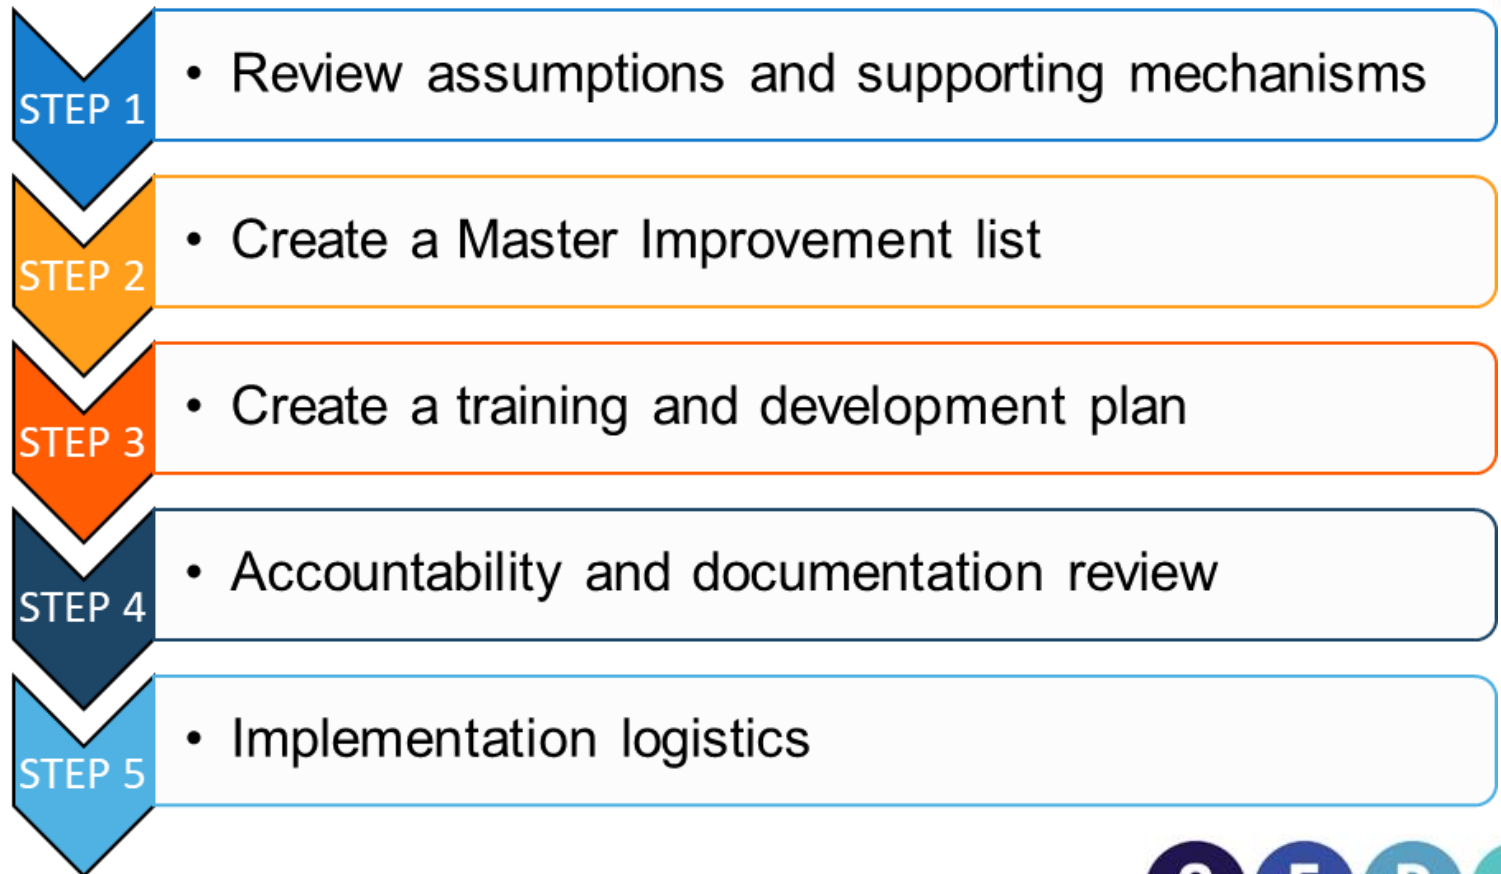 STEP 1
• Review assumptions and supporting mechanisms
STEP 2
• Create a Master Improvement list
STEP 3
• Create a training and development plan
STEP 4
• Accountability and documentation review
STEP 5
• Implementation logistics